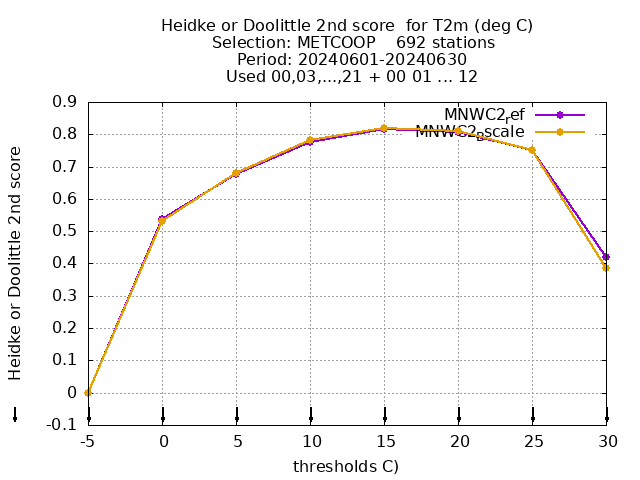 Heidke or Doolittle 2nd score  for T2m (deg C)
Selection: METCOOP    692 stations
Period: 20240601-20240630
Used 00,03,...,21 + 00 01 ... 12
MNWC2ref
MNWC2pscale
Heidke or Doolittle 2nd score
0.9
0.8
0.7
0.6
0.5
0.4
0.3
0.2
0.1
0
-0.1
-5 0 5 10 15 20 25 30
thresholds C)